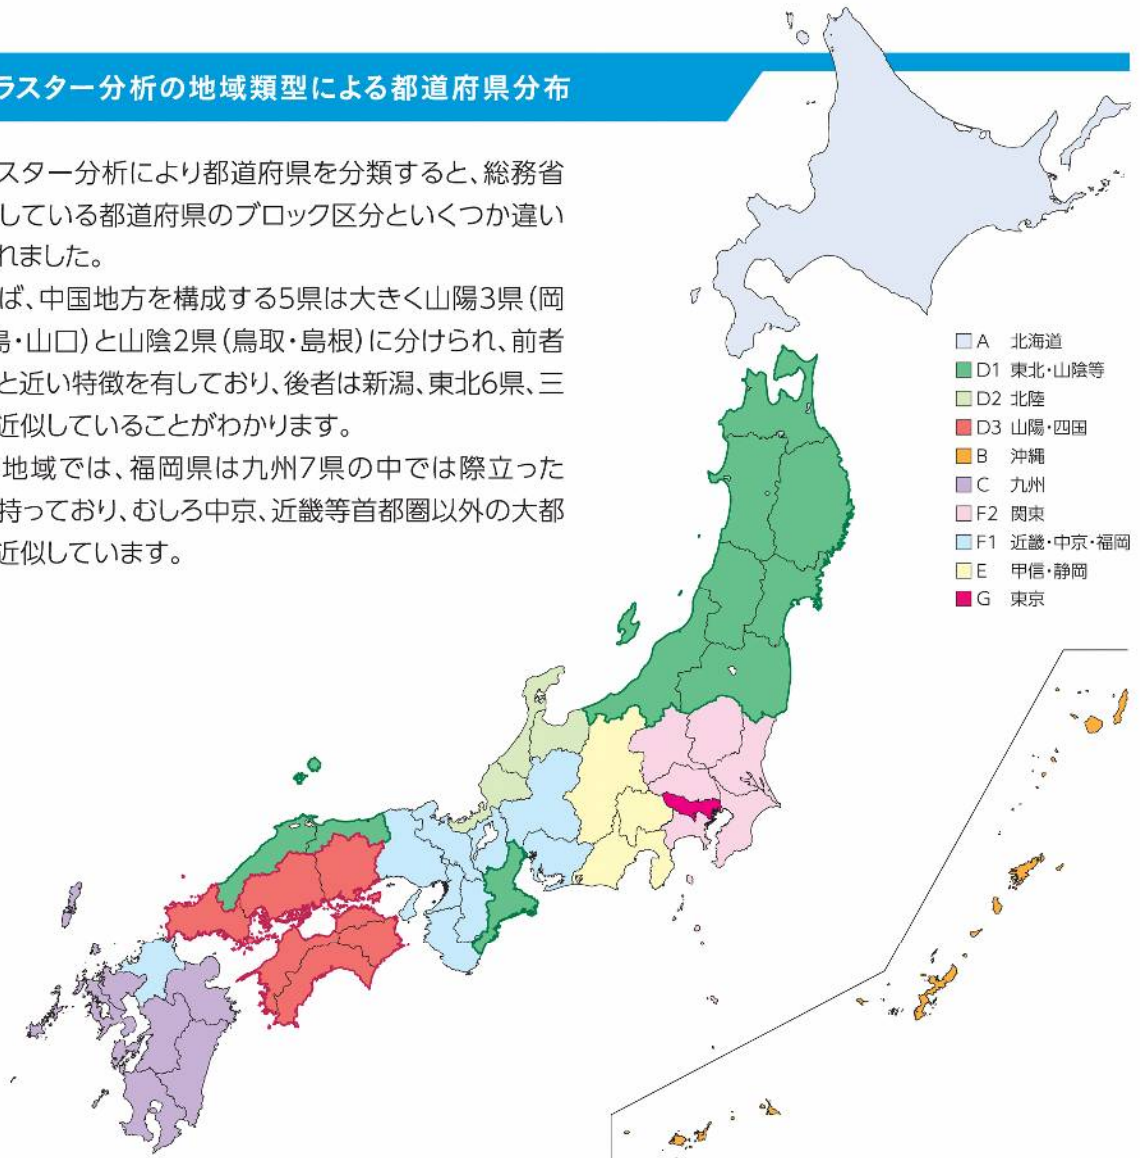 ラスター分析の地域類型による都道府県分布
スター分析により都道府県を分類すると、総務省
している都道府県のブロック区分といくつか違い
れました。
ば、中国地方を構成する5県は大きく山陽3県(岡
島・山口)と山陰2県(鳥取・島根)に分けられ、前者
と近い特徴を有しており、後者は新潟、東北6県、三
近似していることがわかります。
地域では、福岡県は九州7県の中では際立った
持っており、むしろ中京、近畿等首都圏以外の大都
近似しています。
A 北海道
D1 東北・山陰等
D2 北陸
D3 山陽・四国
B 沖縄
C 九州
F2 関東
F1 近畿・中京・福岡
E 甲信・静岡
G 東京